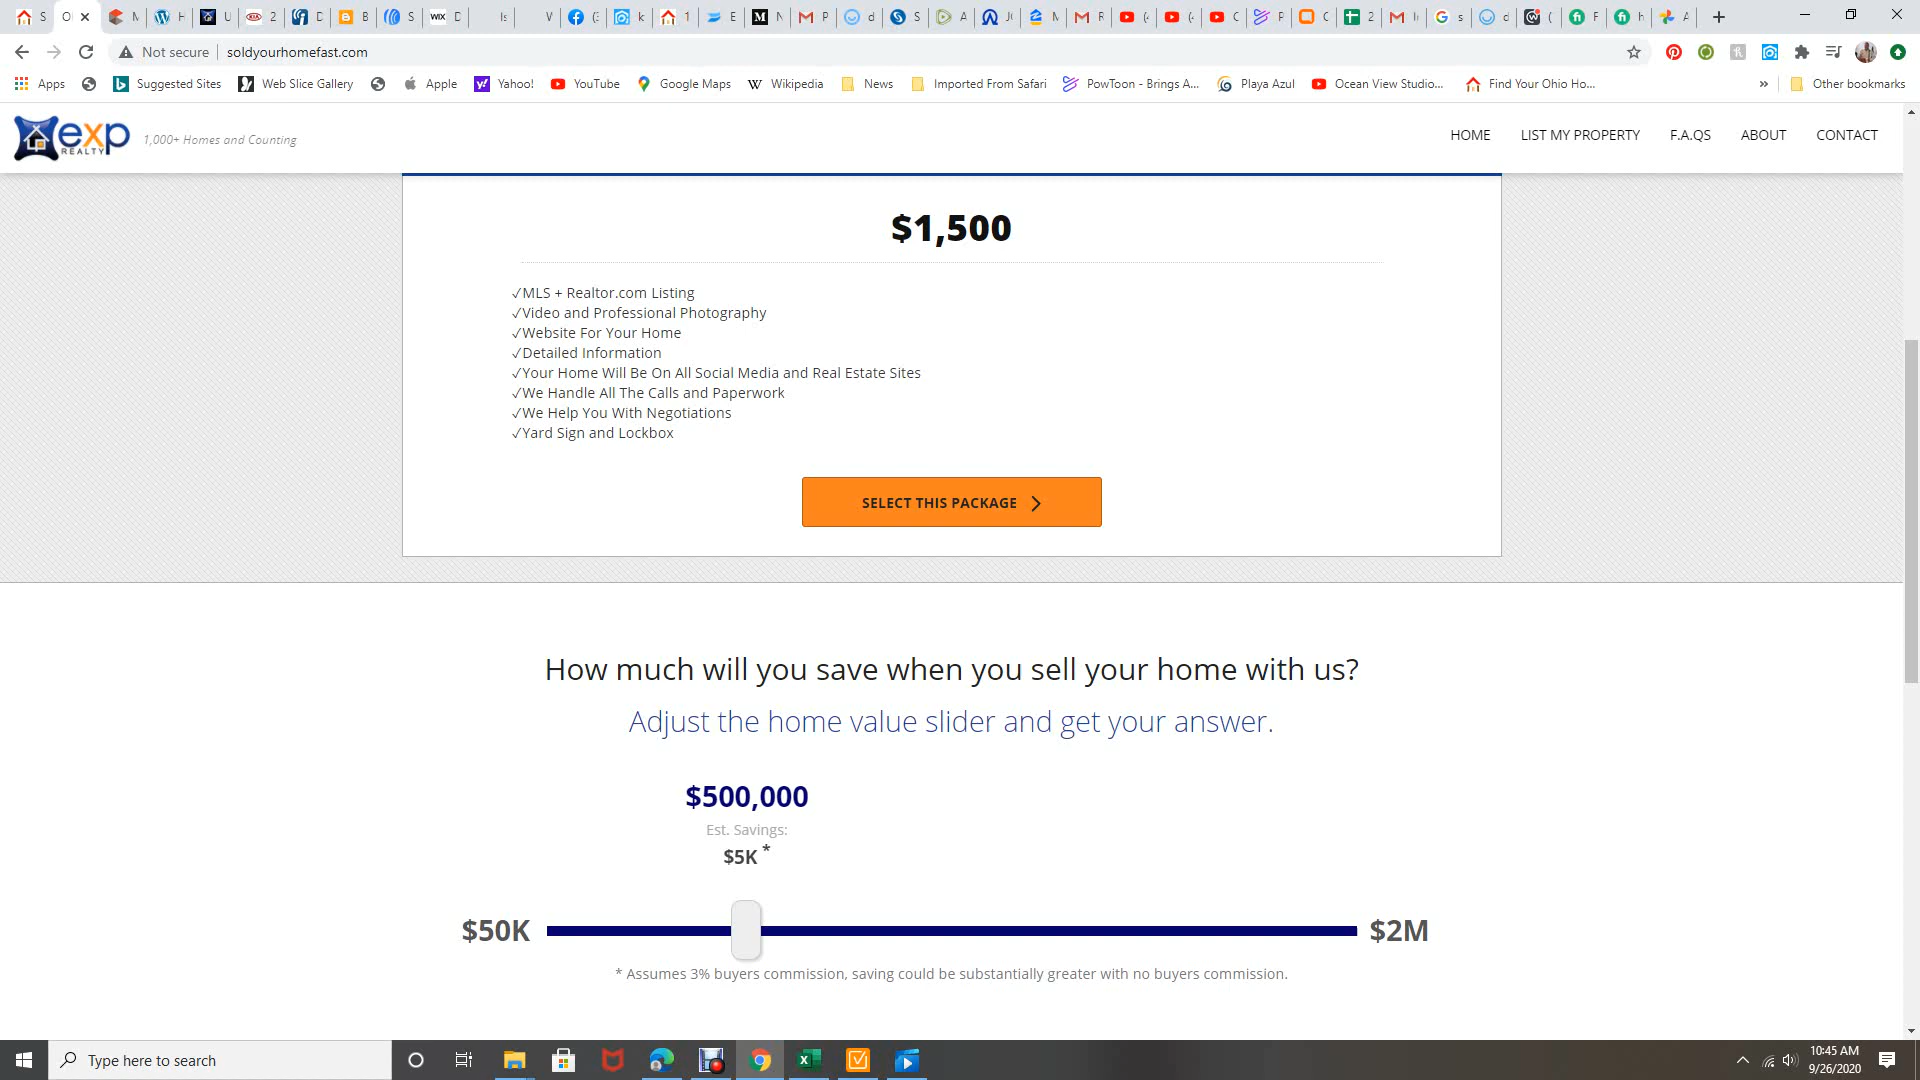 Not secure soldyourhomefast.com
Apps Suggested Sites Web Slice Gallery Apple Yahoo! YouTube Google Maps Wikipedia News Imported From Safari PowToon - Brings A... Playa Azul Ocean View Studio... Find Your Ohio Ho... » Other bookmarks
exp REALTY 1,000+ Homes and Counting HOME LIST MY PROPERTY F.A.QS ABOUT CONTACT
$1,500
✓MLS + Realtor.com Listing
✓Video and Professional Photography
✓Website For Your Home
✓Detailed Information
✓Your Home Will Be On All Social Media and Real Estate Sites
✓We Handle All The Calls and Paperwork
✓We Help You With Negotiations
✓Yard Sign and Lockbox
SELECT THIS PACKAGE
How much will you save when you sell your home with us?
Adjust the home value slider and get your answer.
$500,000
Est. Savings:
$5K *
$50K $2M
* Assumes 3% buyers commission, saving could be substantially greater with no buyers commission.
Type here to search
10:45 AM
9/26/2020